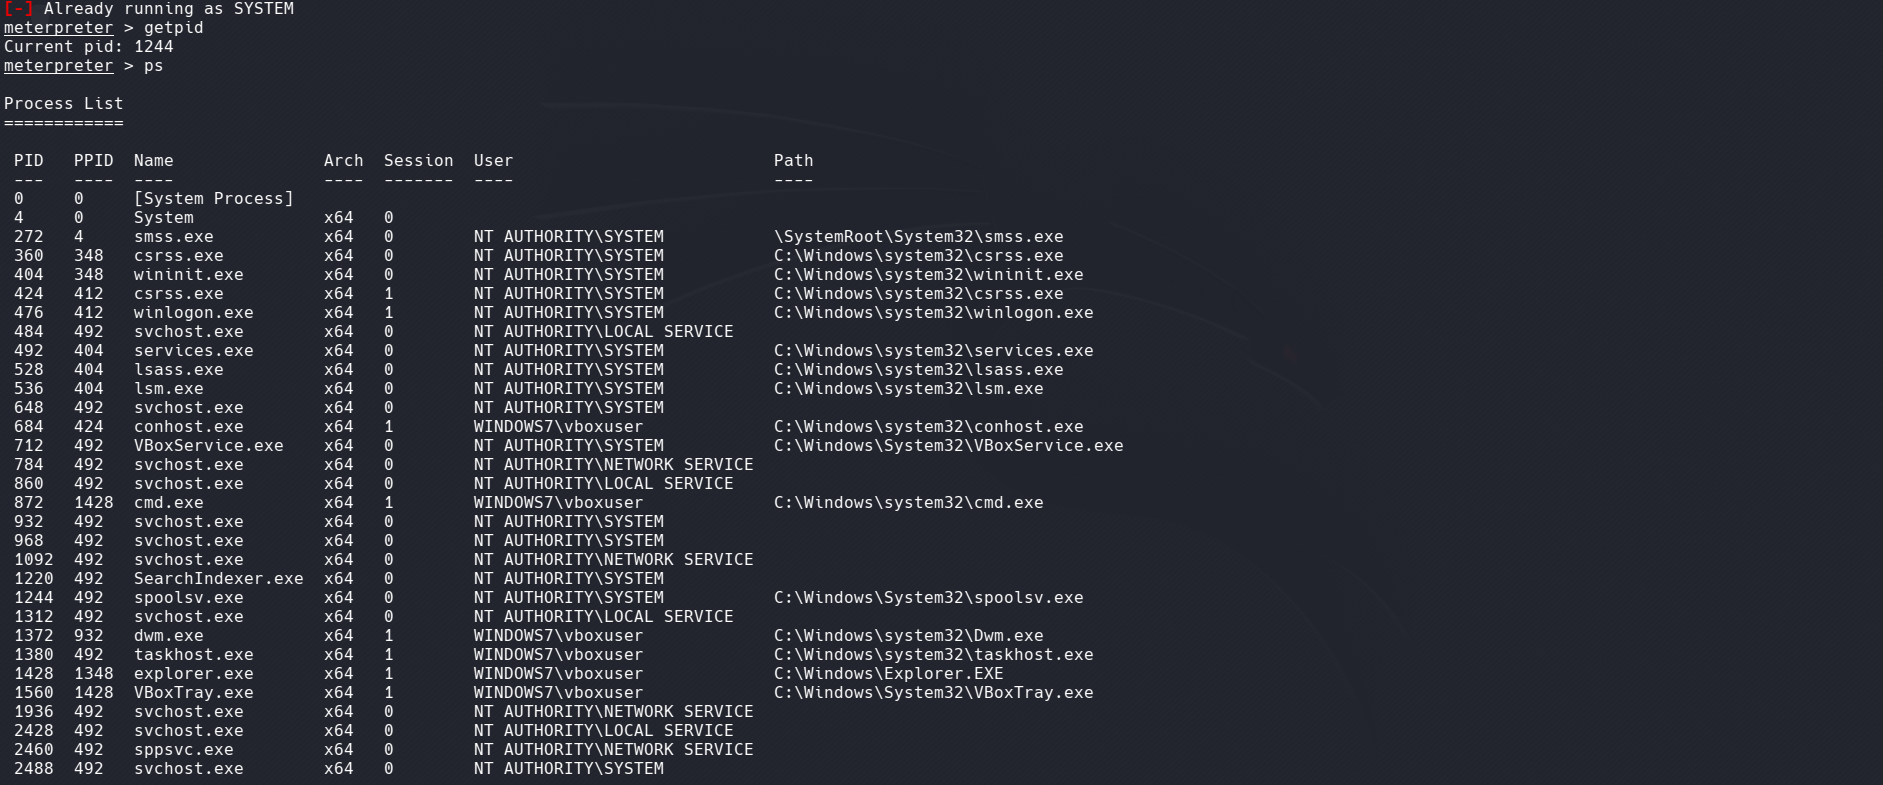 [-] Already running as SYSTEM
meterpreter > getpid
Current pid: 1244
meterpreter > ps
Process List
============
PID   PPID  Name               Arch  Session  User                          Path
---   ----  ----               ----  -------  ----                          ----
0     0     [System Process]
4     0     System             x64   0
272   4     smss.exe           x64   0        NT AUTHORITY\SYSTEM           \SystemRoot\System32\smss.exe
360   348   csrss.exe          x64   0        NT AUTHORITY\SYSTEM           C:\Windows\system32\csrss.exe
404   348   wininit.exe        x64   0        NT AUTHORITY\SYSTEM           C:\Windows\system32\wininit.exe
424   412   csrss.exe          x64   1        NT AUTHORITY\SYSTEM           C:\Windows\system32\csrss.exe
476   412   winlogon.exe       x64   1        NT AUTHORITY\SYSTEM           C:\Windows\system32\winlogon.exe
484   492   svchost.exe        x64   0        NT AUTHORITY\LOCAL SERVICE
492   404   services.exe       x64   0        NT AUTHORITY\SYSTEM           C:\Windows\system32\services.exe
528   404   lsass.exe          x64   0        NT AUTHORITY\SYSTEM           C:\Windows\system32\lsass.exe
536   404   lsm.exe            x64   0        NT AUTHORITY\SYSTEM           C:\Windows\system32\lsm.exe
648   492   svchost.exe        x64   0        NT AUTHORITY\SYSTEM
684   424   conhost.exe        x64   1        WINDOWS7\vboxuser             C:\Windows\system32\conhost.exe
712   492   VBoxService.exe    x64   0        NT AUTHORITY\SYSTEM           C:\Windows\System32\VBoxService.exe
784   492   svchost.exe        x64   0        NT AUTHORITY\NETWORK SERVICE
860   492   svchost.exe        x64   0        NT AUTHORITY\LOCAL SERVICE
872   1428  cmd.exe            x64   1        WINDOWS7\vboxuser             C:\Windows\system32\cmd.exe
932   492   svchost.exe        x64   0        NT AUTHORITY\SYSTEM
968   492   svchost.exe        x64   0        NT AUTHORITY\SYSTEM
1092  492   svchost.exe        x64   0        NT AUTHORITY\NETWORK SERVICE
1220  492   SearchIndexer.exe  x64   0        NT AUTHORITY\SYSTEM
1244  492   spoolsv.exe        x64   0        NT AUTHORITY\SYSTEM           C:\Windows\System32\spoolsv.exe
1312  492   svchost.exe        x64   0        NT AUTHORITY\LOCAL SERVICE
1372  932   dwm.exe            x64   1        WINDOWS7\vboxuser             C:\Windows\system32\Dwm.exe
1380  492   taskhost.exe       x64   1        WINDOWS7\vboxuser             C:\Windows\system32\taskhost.exe
1428  1348  explorer.exe       x64   1        WINDOWS7\vboxuser             C:\Windows\Explorer.EXE
1560  1428  VBoxTray.exe       x64   1        WINDOWS7\vboxuser             C:\Windows\System32\VBoxTray.exe
1936  492   svchost.exe        x64   0        NT AUTHORITY\NETWORK SERVICE
2428  492   svchost.exe        x64   0        NT AUTHORITY\LOCAL SERVICE
2460  492   sppsvc.exe         x64   0        NT AUTHORITY\NETWORK SERVICE
2488  492   svchost.exe        x64   0        NT AUTHORITY\SYSTEM